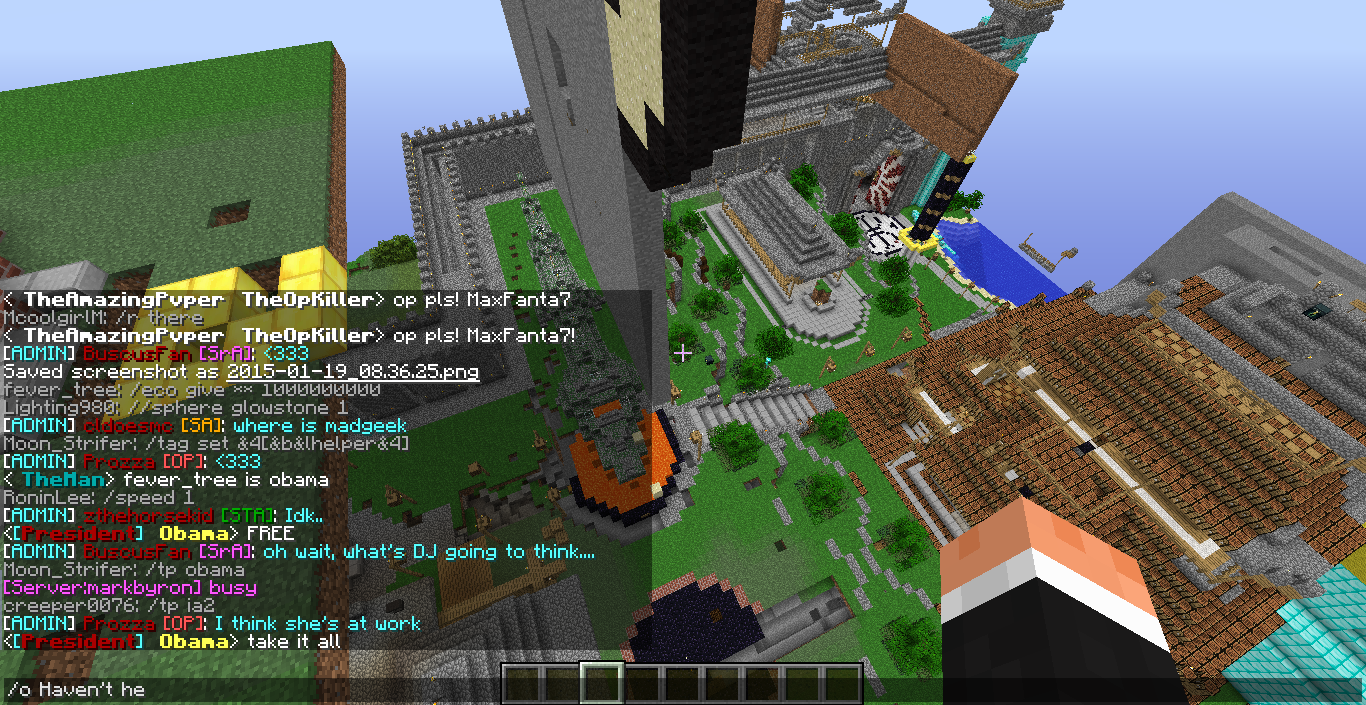 < TheAmazingPvper TheOpKiller> op pls! MaxFanta7
McoolgirlM: /r there
< TheAmazingPvper TheOpKiller> op pls! MaxFanta7!
[ADMIN] BuscusFan [SrA]: <333
Saved screenshot as 2015-01-19_08.36.25.png
fever_tree: /eco give ** 10000000000
Lighting980: //sphere glowstone 1
[ADMIN] cldoesmc [SA]: where is madgeek
Moon_Strifer: /tag set &4[&b&lhelper&4]
[ADMIN] Prozza [OP]: <333
< TheMan> fever_tree is obama
RoninLee: /speed 1
[ADMIN] zthehorsekid [STA]: Idk..
<[President] Obama> FREE
[ADMIN] BuscusFan [SrA]: oh wait, what's DJ going to think....
Moon_Strifer: /tp obama
[Server:markbyron] busy
creeper0076: /tp ia2
[ADMIN] Prozza [OP]: I think she's at work
<[President] Obama> take it all
/o Haven't he